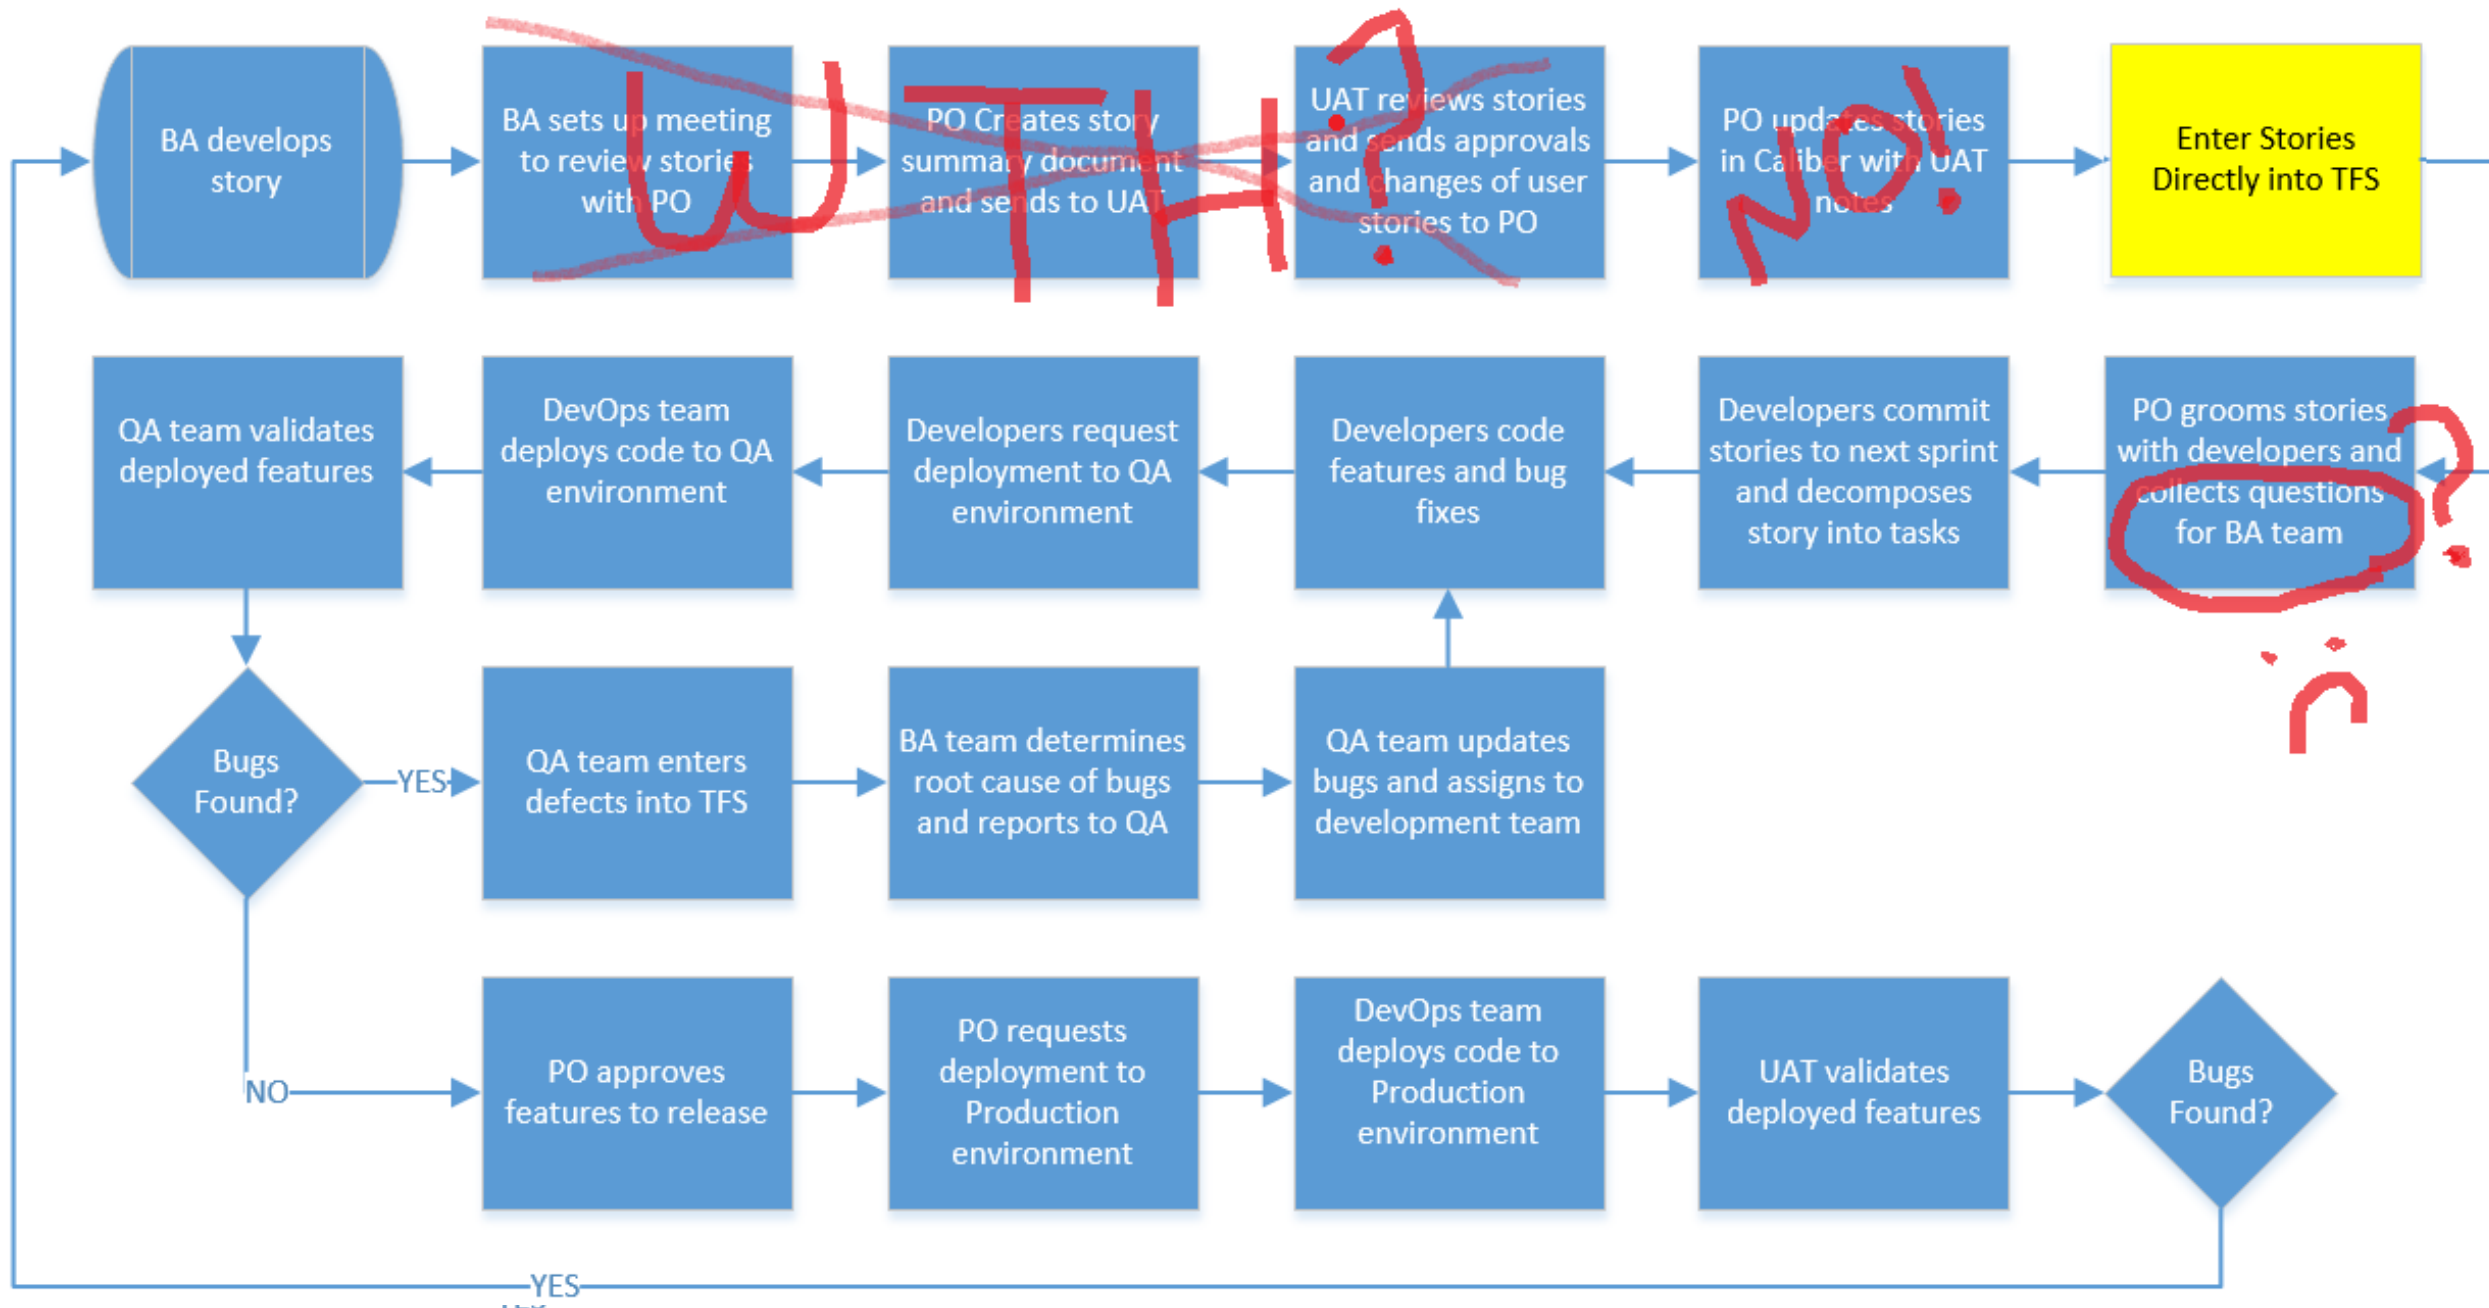 BA develops
story
BA sets up meeting
to review stories
with PO
PO Creates story
summary document
and sends to UAT
UAT reviews stories
and sends approvals
and changes of user
stories to PO
PO updates stories
in Caliber with UAT
notes
Enter Stories
Directly into TFS
WTH??
NO!
QA team validates
deployed features
DevOps team
deploys code to QA
environment
Developers request
deployment to QA
environment
Developers code
features and bug
fixes
Developers commit
stories to next sprint
and decomposes
story into tasks
PO grooms stories
with developers and
collects questions
for BA team
?
Bugs
Found?
YES
QA team enters
defects into TFS
BA team determines
root cause of bugs
and reports to QA
QA team updates
bugs and assigns to
development team
NO
PO approves
features to release
PO requests
deployment to
Production
environment
DevOps team
deploys code to
Production
environment
UAT validates
deployed features
Bugs
Found?
YES